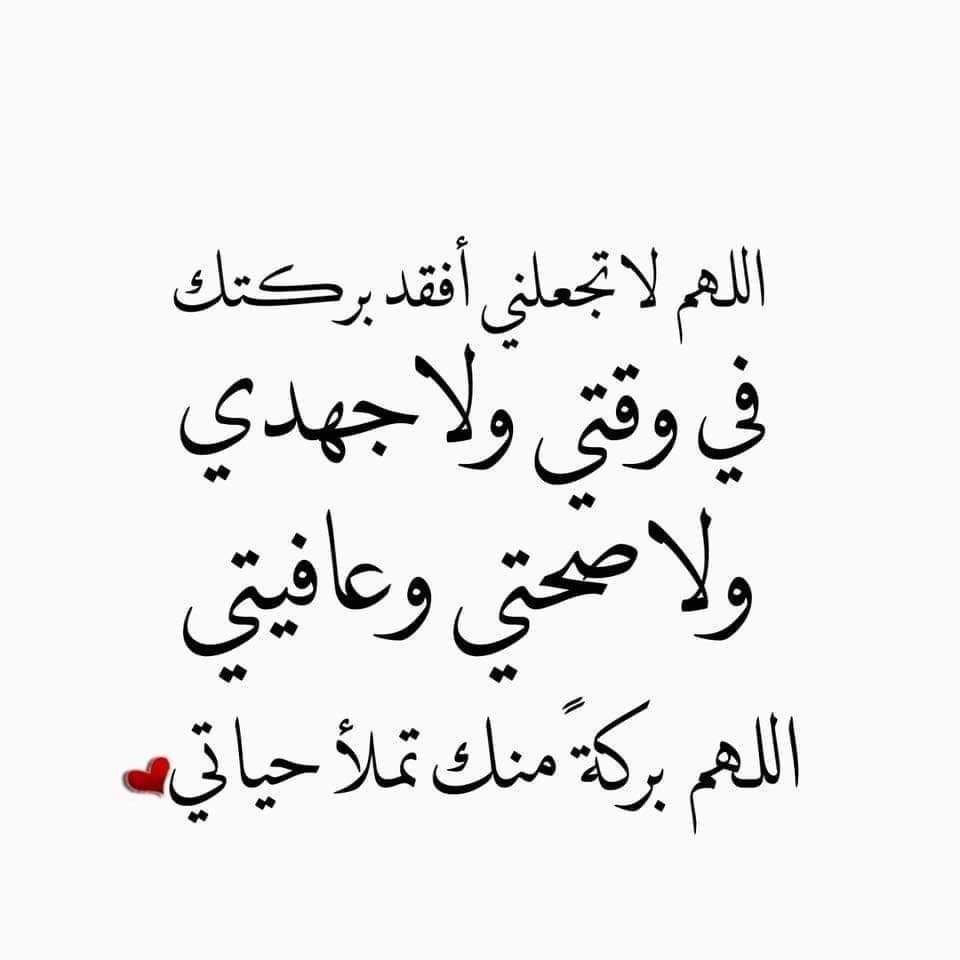 اللهم لا تجعلني أفقد بركتك
في وقتي ولا جهدي
ولا صحتي وعافيتي
اللهم بركةً منك تملأ حياتي